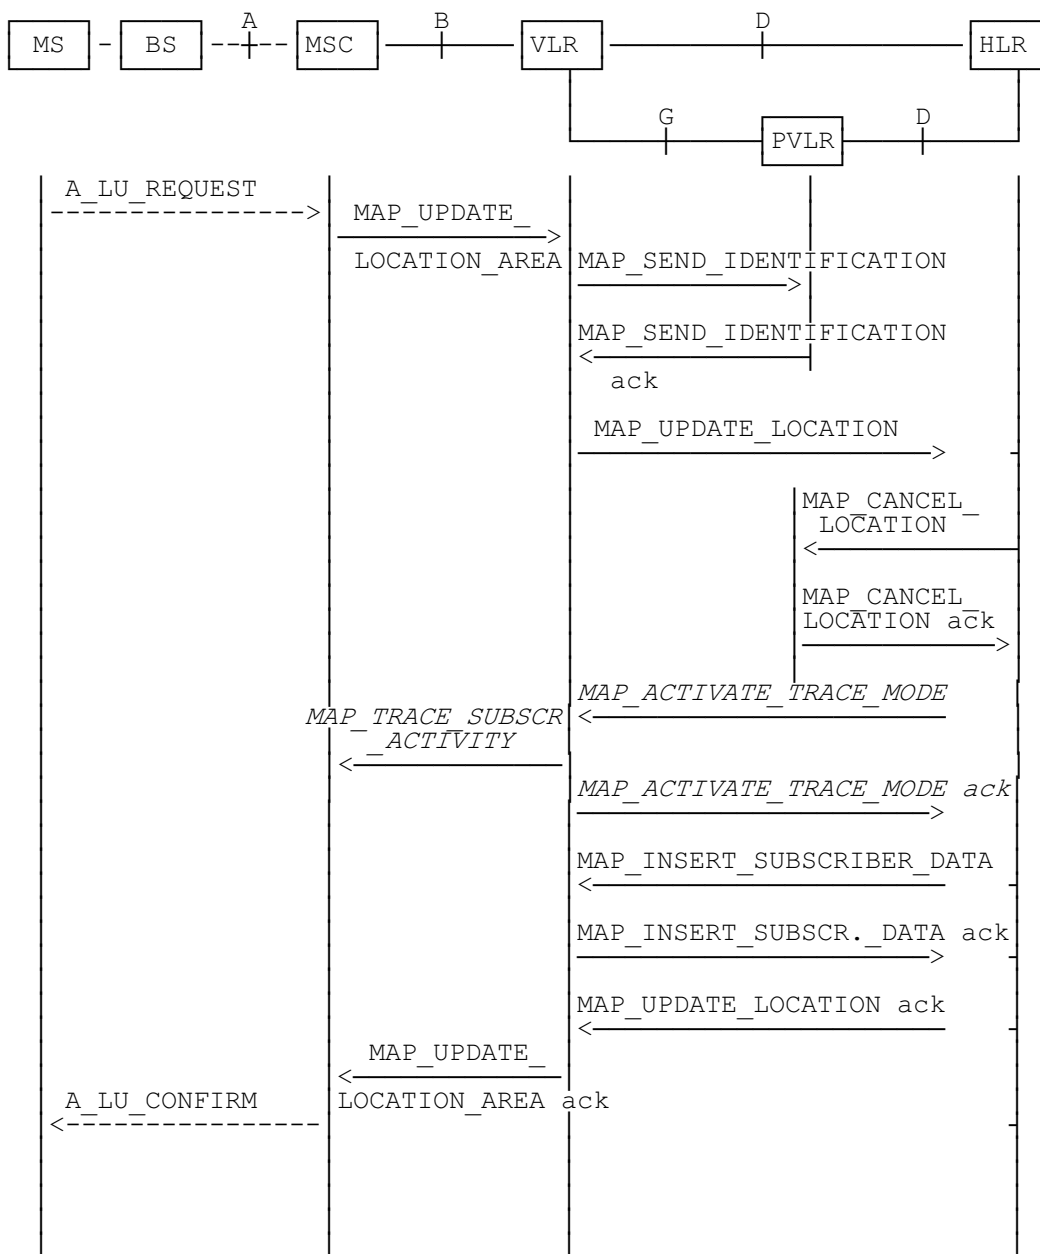 A B D
MS BS MSC VLR HLR
G D
PVLR
A_LU_REQUEST
MAP_UPDATE_
LOCATION_AREA MAP_SEND_IDENTIFICATION
MAP_SEND_IDENTIFICATION
ack
MAP_UPDATE_LOCATION
MAP_CANCEL_
LOCATION
MAP_CANCEL_
LOCATION ack
MAP_ACTIVATE_TRACE_MODE
MAP_TRACE_SUBSCR
_ACTIVITY
MAP_ACTIVATE_TRACE_MODE ack
MAP_INSERT_SUBSCRIBER_DATA
MAP_INSERT_SUBSCR._DATA ack
MAP_UPDATE_LOCATION ack
MAP_UPDATE_
A_LU_CONFIRM LOCATION_AREA ack